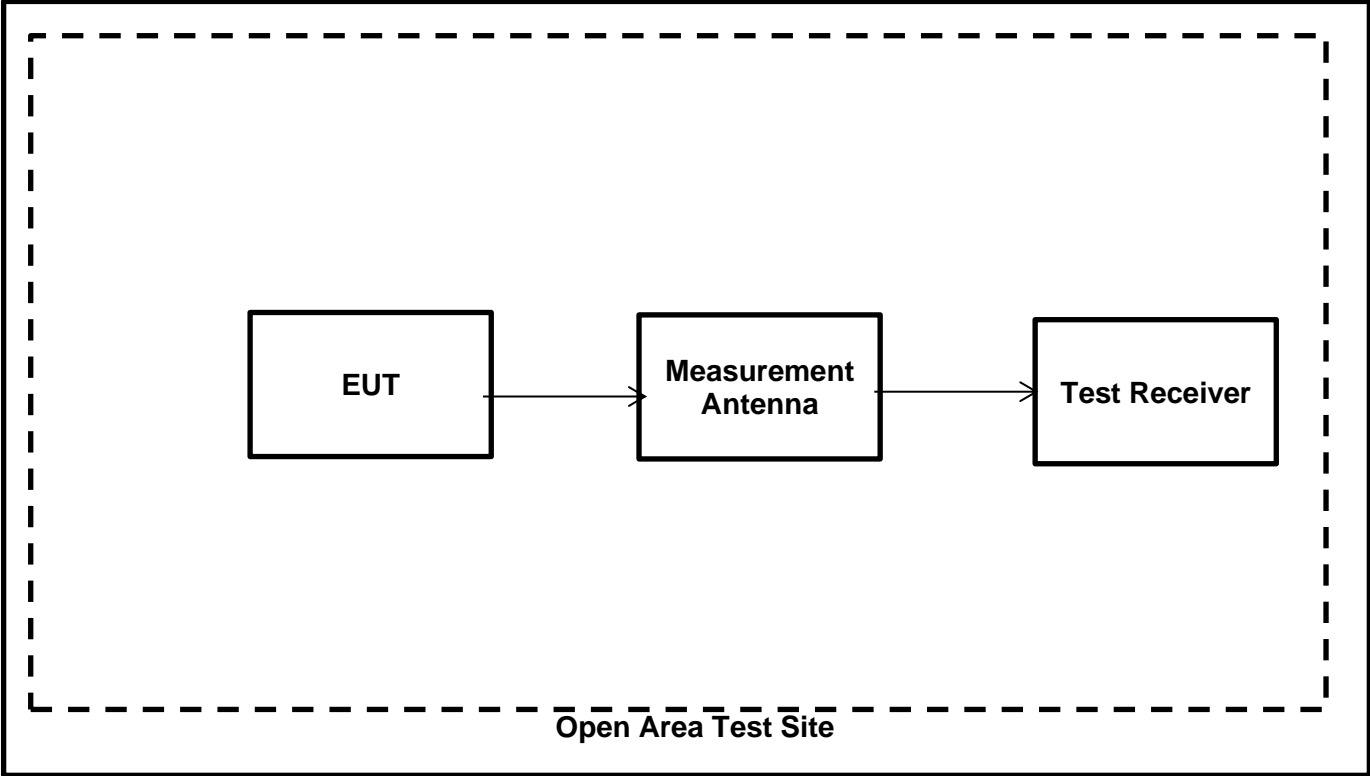 EUT
Measurement
Antenna
Test Receiver
Open Area Test Site